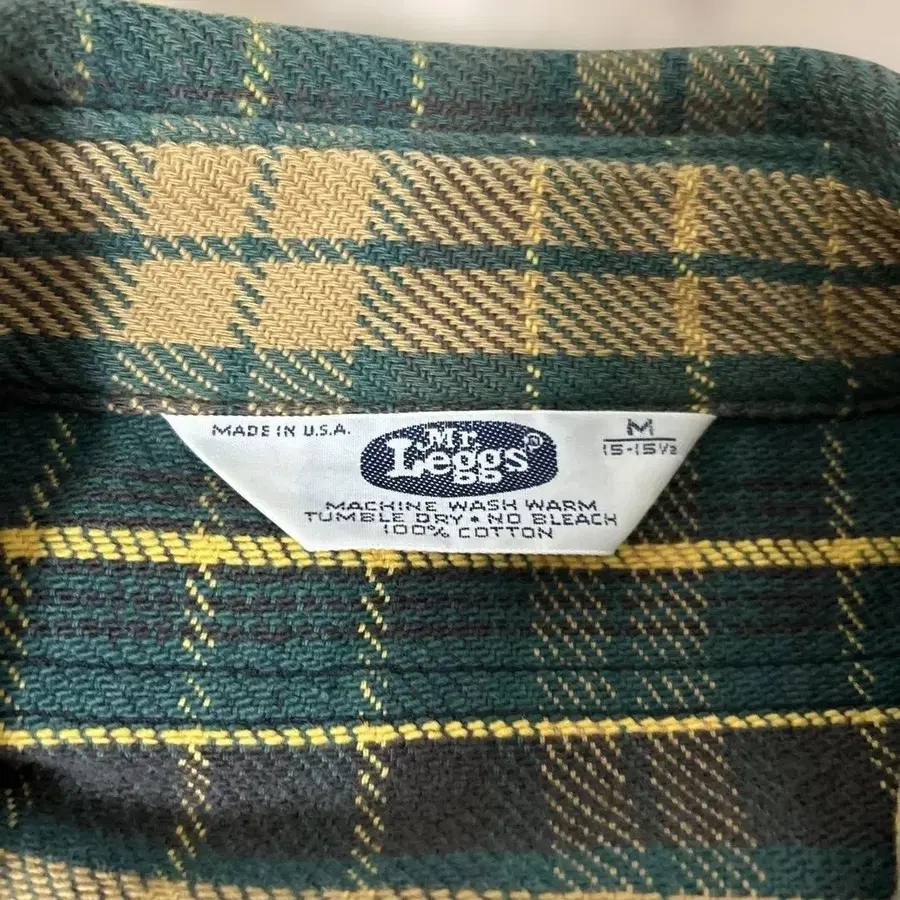 MADE IN U.S.A.
Mr.
Leggs®
M
15-15½
MACHINE WASH WARM
TUMBLE DRY • NO BLEACH
100% COTTON